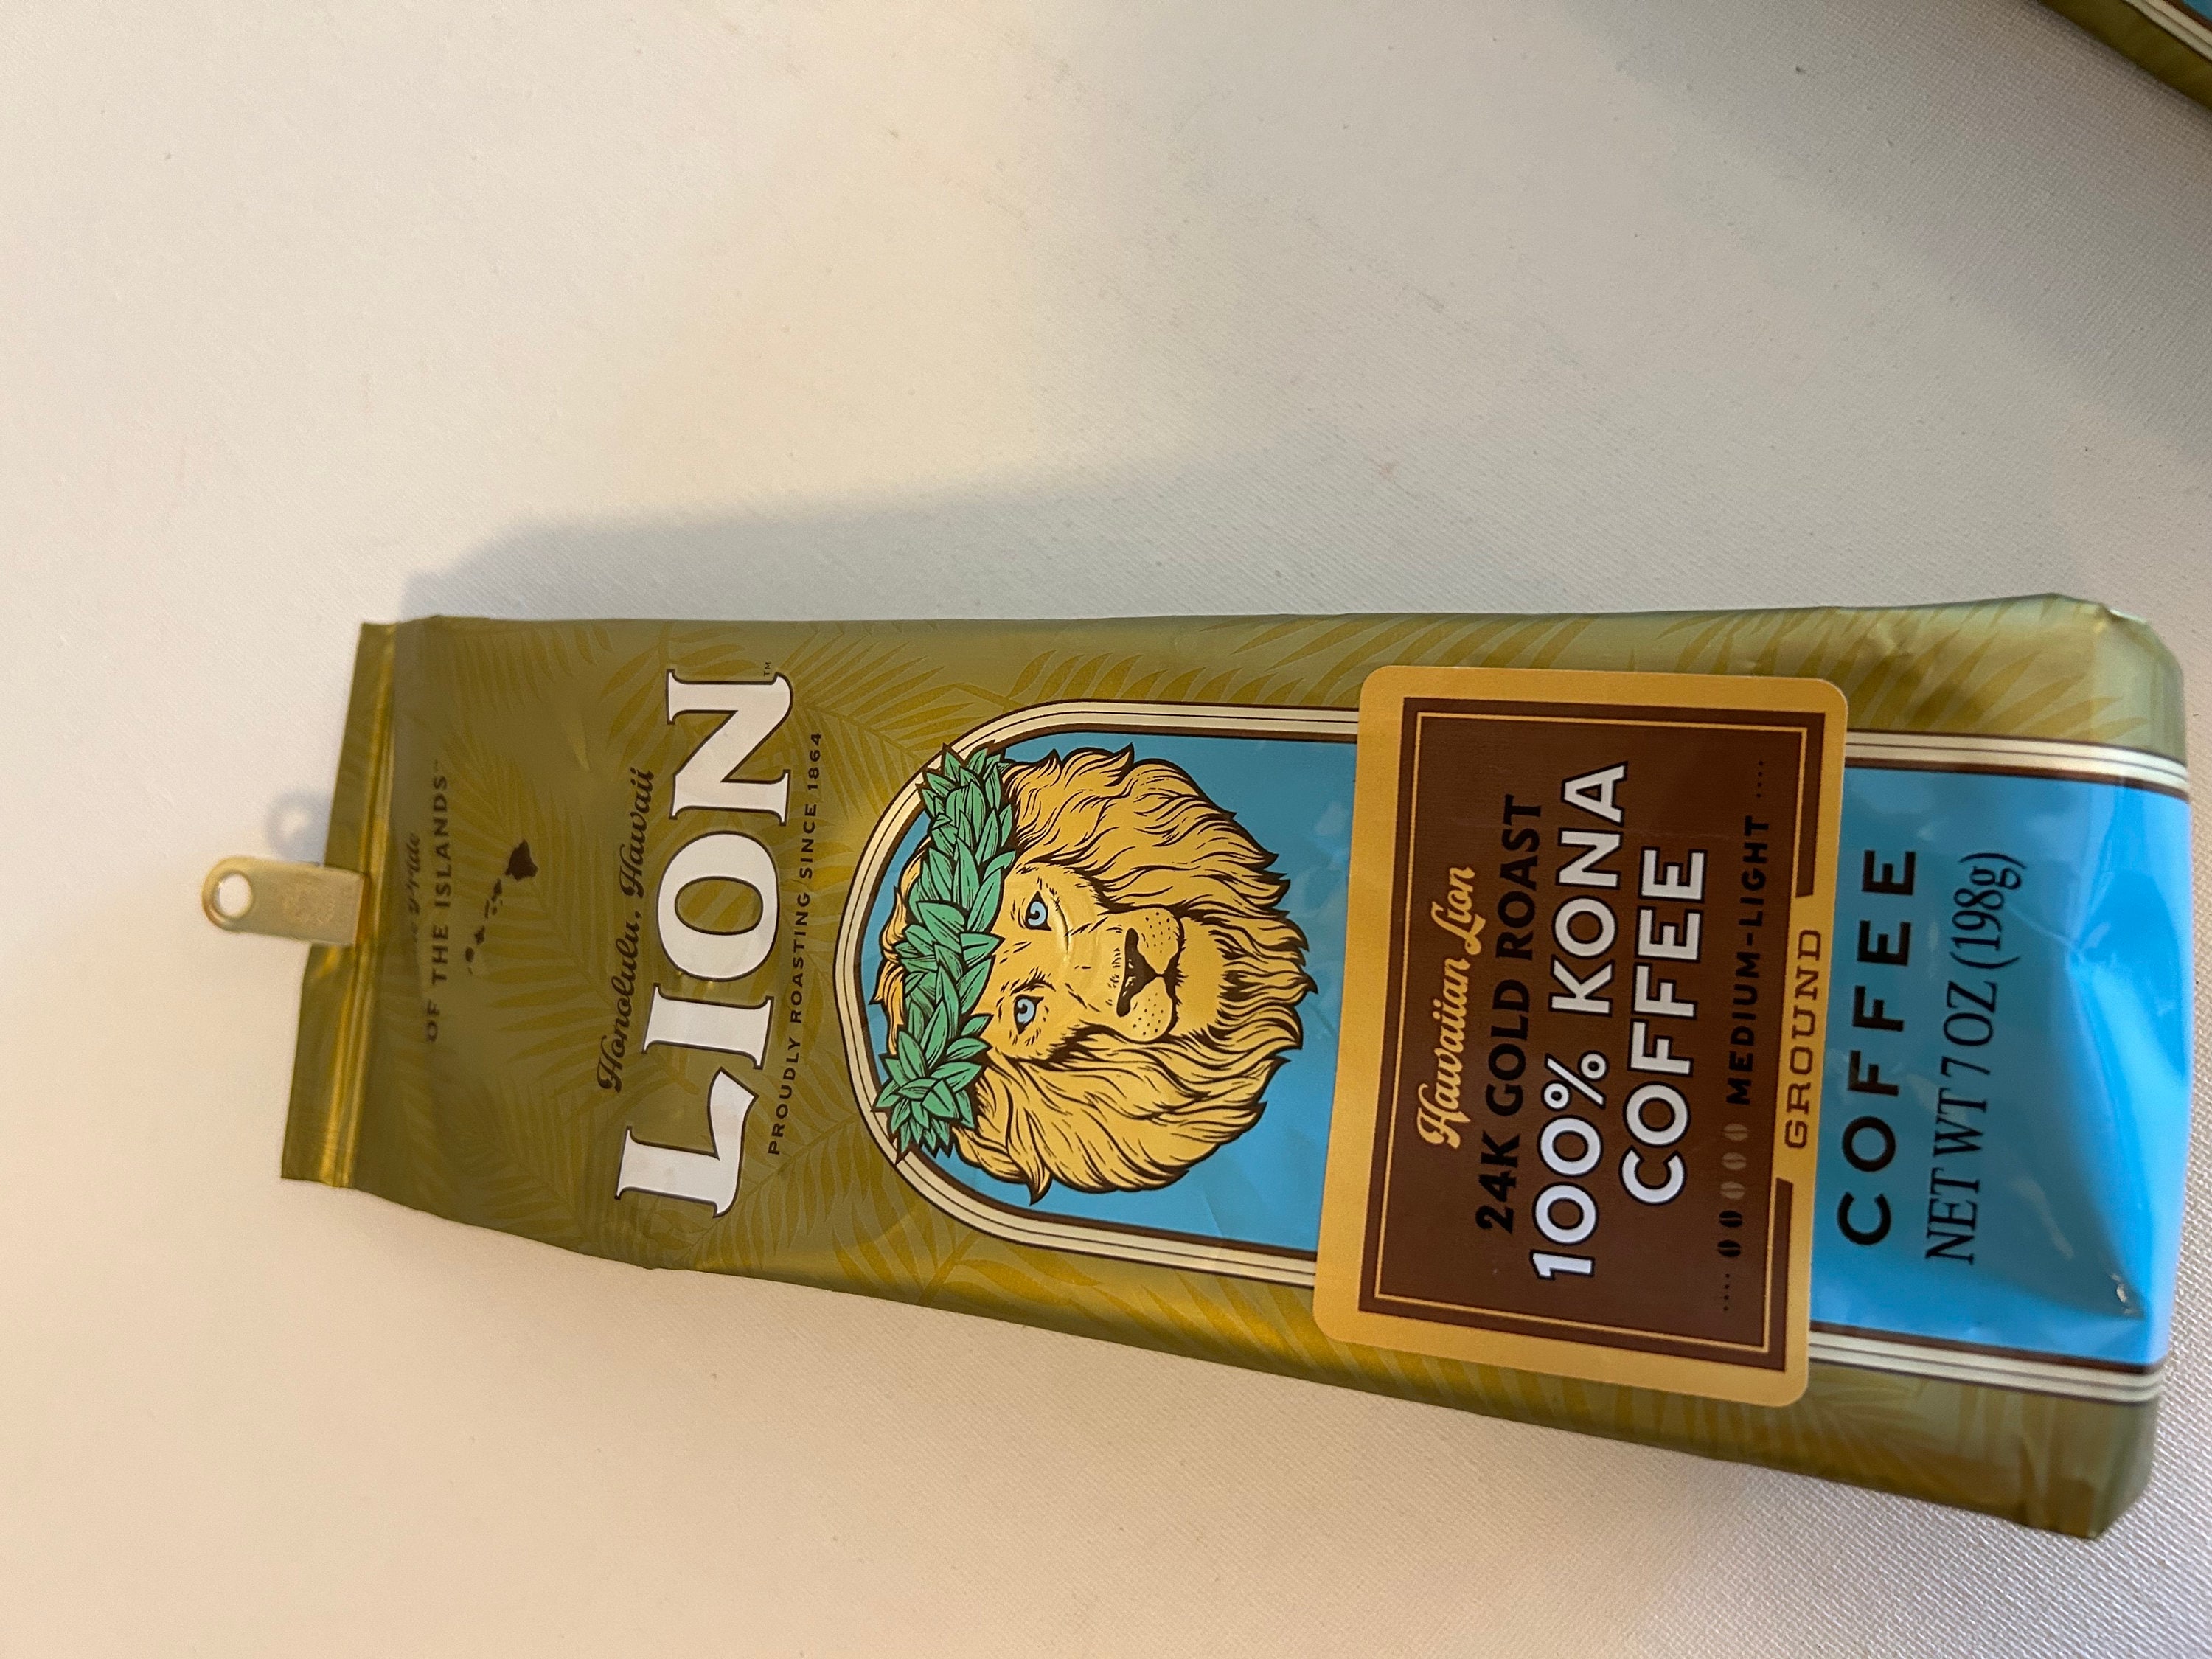 OF THE ISLANDS™
Honolulu, Hawaii
LION™
PROUDLY ROASTING SINCE 1864
Hawaiian Lion
24K GOLD ROAST
100% KONA
COFFEE
MEDIUM-LIGHT
GROUND
COFFEE
NET WT 7 OZ (198g)